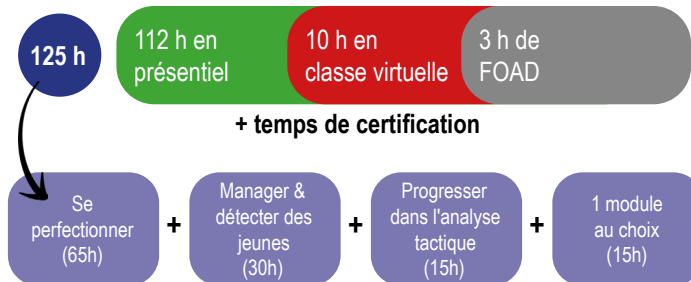 125 h
112 h en
présentiel
10 h en
classe virtuelle
3 h de
FOAD
+ temps de certification
Se
perfectionner
(65h)
+
Manager &
détecter des
jeunes
(30h)
+
Progresser
dans l'analyse
tactique
(15h)
+
1 module
au choix
(15h)